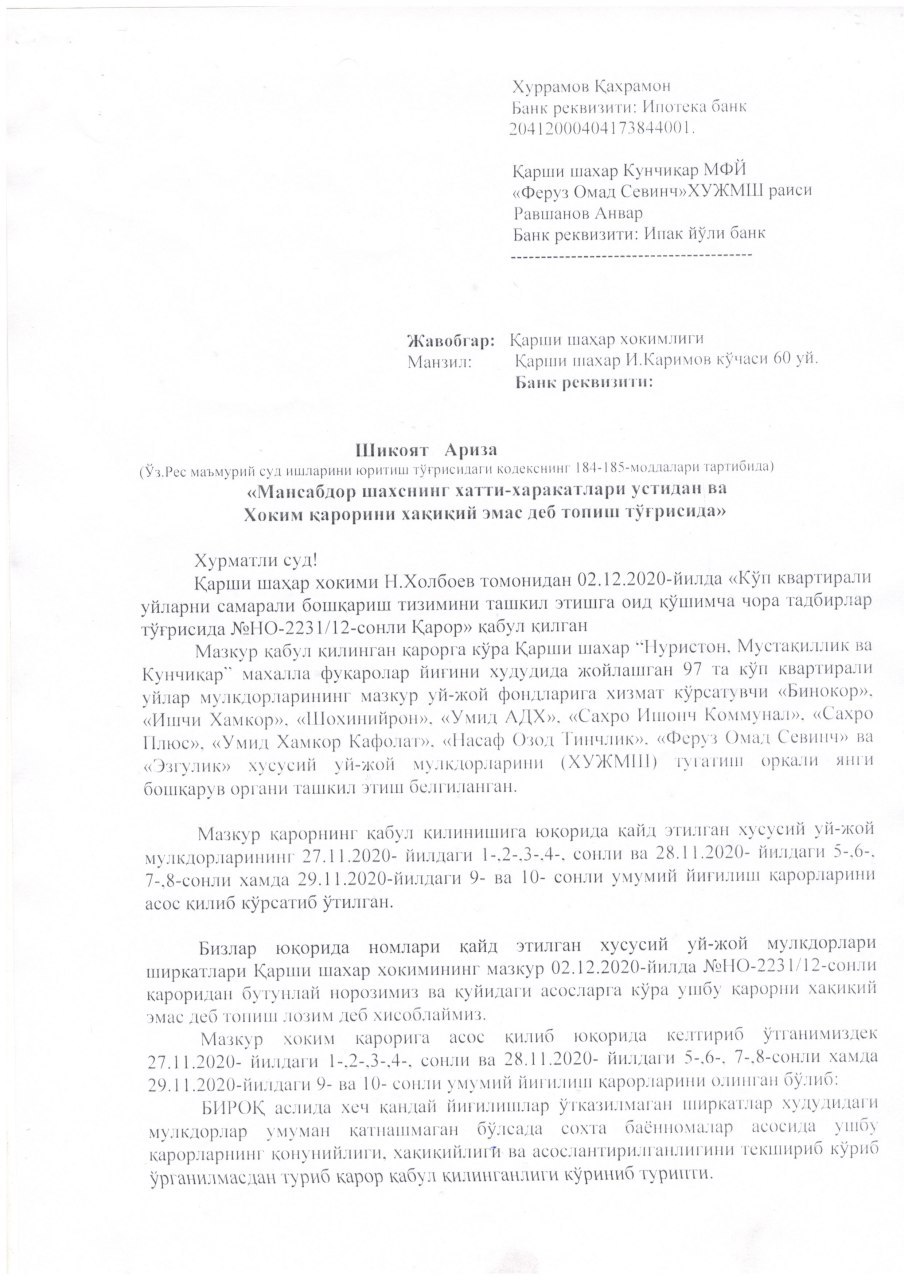 Хуррамов Қахрамон
Банк реквизити: Ипотека банк
20412000404173844001.
Қарши шахар Кунчиқар МФЙ
«Феруз Омад Севинч»ХУЖМШ раиси
Равшанов Анвар
Банк реквизити: Ипак йўли банк
----------------------------------------
Жавобгар: Қарши шаҳар хокимлиги
Манзил: Қарши шахар И.Каримов кўчаси 60 уй.
Банк реквизити:
Шикоят Ариза
(Ўз.Рес маъмурий суд ишларини юритиш тўғрисидаги кодекснинг 184-185-моддалари тартибида)
«Мансабдор шахснинг хатти-харакатлари устидан ва
Хоким қарорини хақиқий эмас деб топиш тўғрисида»
Хурматли суд!
Қарши шаҳар хокими Н.Холбоев томонидан 02.12.2020-йилда «Кўп квартирали
уйларни самарали бошқариш тизимини ташкил этишга оид қўшимча чора тадбирлар
тўғрисида №НО-2231/12-сонли Қарор» қабул қилган
Мазкур қабул қилинган қарорга кўра Қарши шаҳар “Нуристон, Мустақиллик ва
Кунчиқар” махалла фуқаролар йиғини худудида жойлашган 97 та кўп квартирали
уйлар мулкдорларининг мазкур уй-жой фондларига хизмат кўрсатувчи «Бинокор»,
«Ишчи Хамкор», «Шохинийрон», «Умид АДХ», «Сахро Ишонч Коммунал», «Сахро
Плюс», «Умид Хамкор Кафолат», «Насаф Озод Тинчлик», «Феруз Омад Севинч» ва
«Эзгулик» хусусий уй-жой мулкдорларини (ХУЖМШ) тугатиш орқали янги
бошқарув органи ташкил этиш белгиланган.
Мазкур қарорнинг қабул қилинишига юқорида қайд этилган хусусий уй-жой
мулкдорларининг 27.11.2020- йилдаги 1-,2-,3-,4-, сонли ва 28.11.2020- йилдаги 5-,6-,
7-,8-сонли хамда 29.11.2020-йилдаги 9- ва 10- сонли умумий йиғилиш қарорларини
асос қилиб кўрсатиб ўтилган.
Бизлар юқорида номлари қайд этилган хусусий уй-жой мулкдорлари
ширкатлари Қарши шаҳар хокимининг мазкур 02.12.2020-йилда №НО-2231/12-сонли
қароридан бутунлай норозимиз ва қуйидаги асосларга кўра ушбу қарорни хақиқий
эмас деб топиш лозим деб хисоблаймиз.
Мазкур хоким қарорига асос қилиб юқорида келтириб ўтганимиздек
27.11.2020- йилдаги 1-,2-,3-,4-, сонли ва 28.11.2020- йилдаги 5-,6-, 7-,8-сонли хамда
29.11.2020-йилдаги 9- ва 10- сонли умумий йиғилиш қарорларини олинган бўлиб:
БИРОҚ аслида хеч қандай йиғилишлар ўтказилмаган ширкатлар худудидаги
мулкдорлар умуман қатнашмаган бўлсада сохта баённомалар асосида ушбу
қарорларнинг қонунийлиги, хақиқийлиги ва асослантирилганлигини текшириб кўриб
ўрганилмасдан туриб қарор қабул қилинганлиги кўриниб турипти.